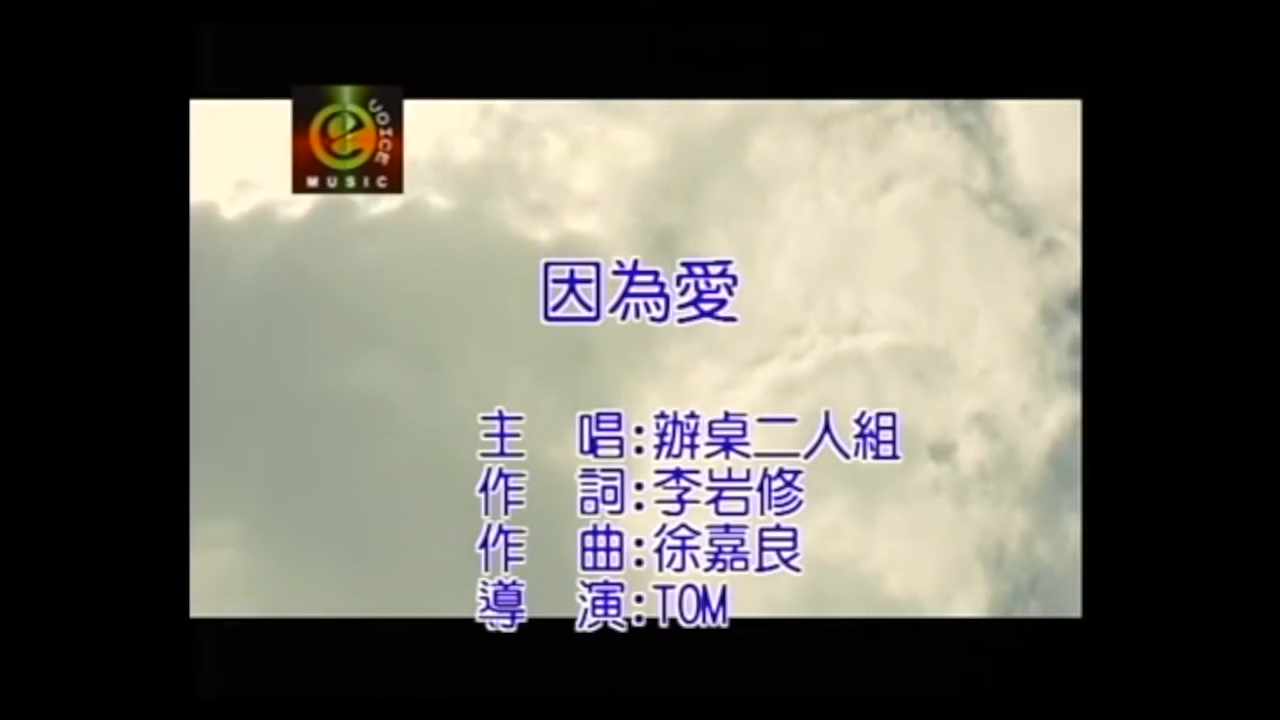 e VOICE
MUSIC
因為愛
主 唱:辦桌二人組
作 詞:李岩修
作 曲:徐嘉良
導 演:TOM